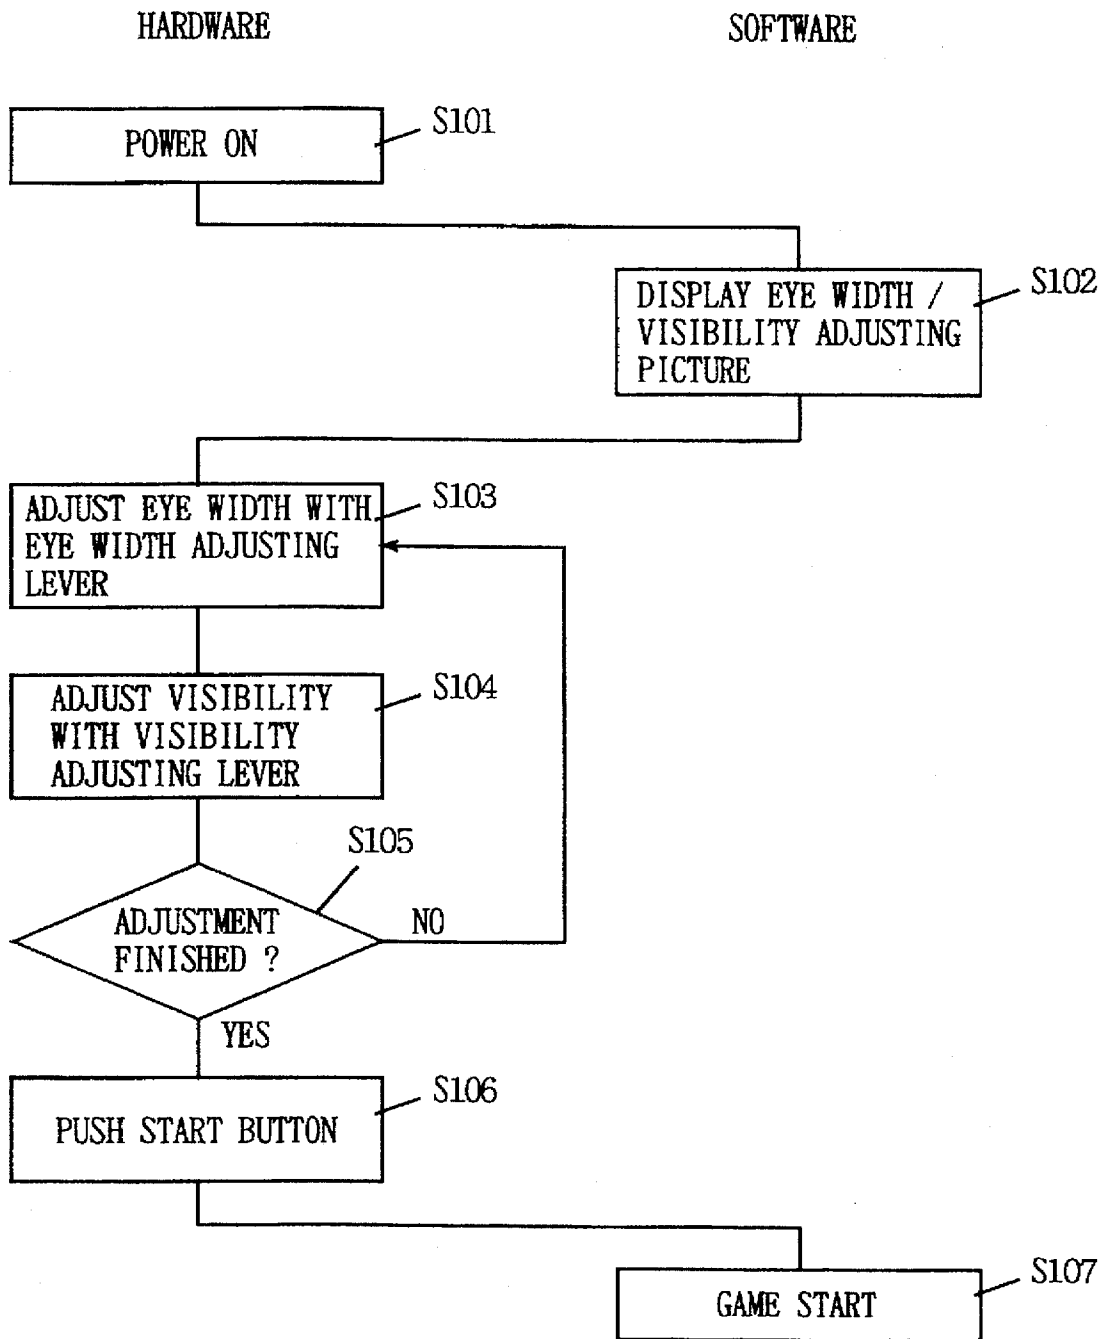 HARDWARE
SOFTWARE
POWER ON
S101
DISPLAY EYE WIDTH /
VISIBILITY ADJUSTING
PICTURE
S102
ADJUST EYE WIDTH WITH
EYE WIDTH ADJUSTING
LEVER
S103
ADJUST VISIBILITY
WITH VISIBILITY
ADJUSTING LEVER
S104
S105
ADJUSTMENT
FINISHED ?
NO
YES
PUSH START BUTTON
S106
GAME START
S107